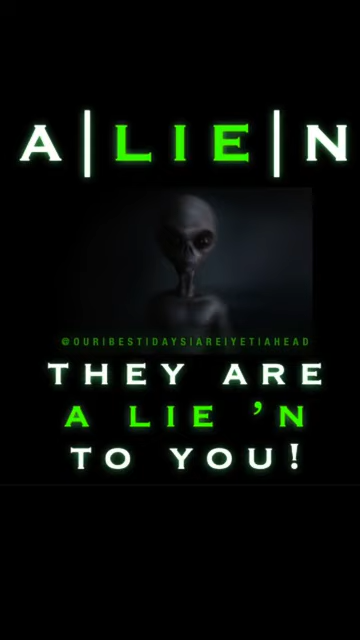 A|LIE|N
@OURIBESTIDAYSIAREIYETIAHEAD
THEY ARE
A LIE 'N
TO YOU!